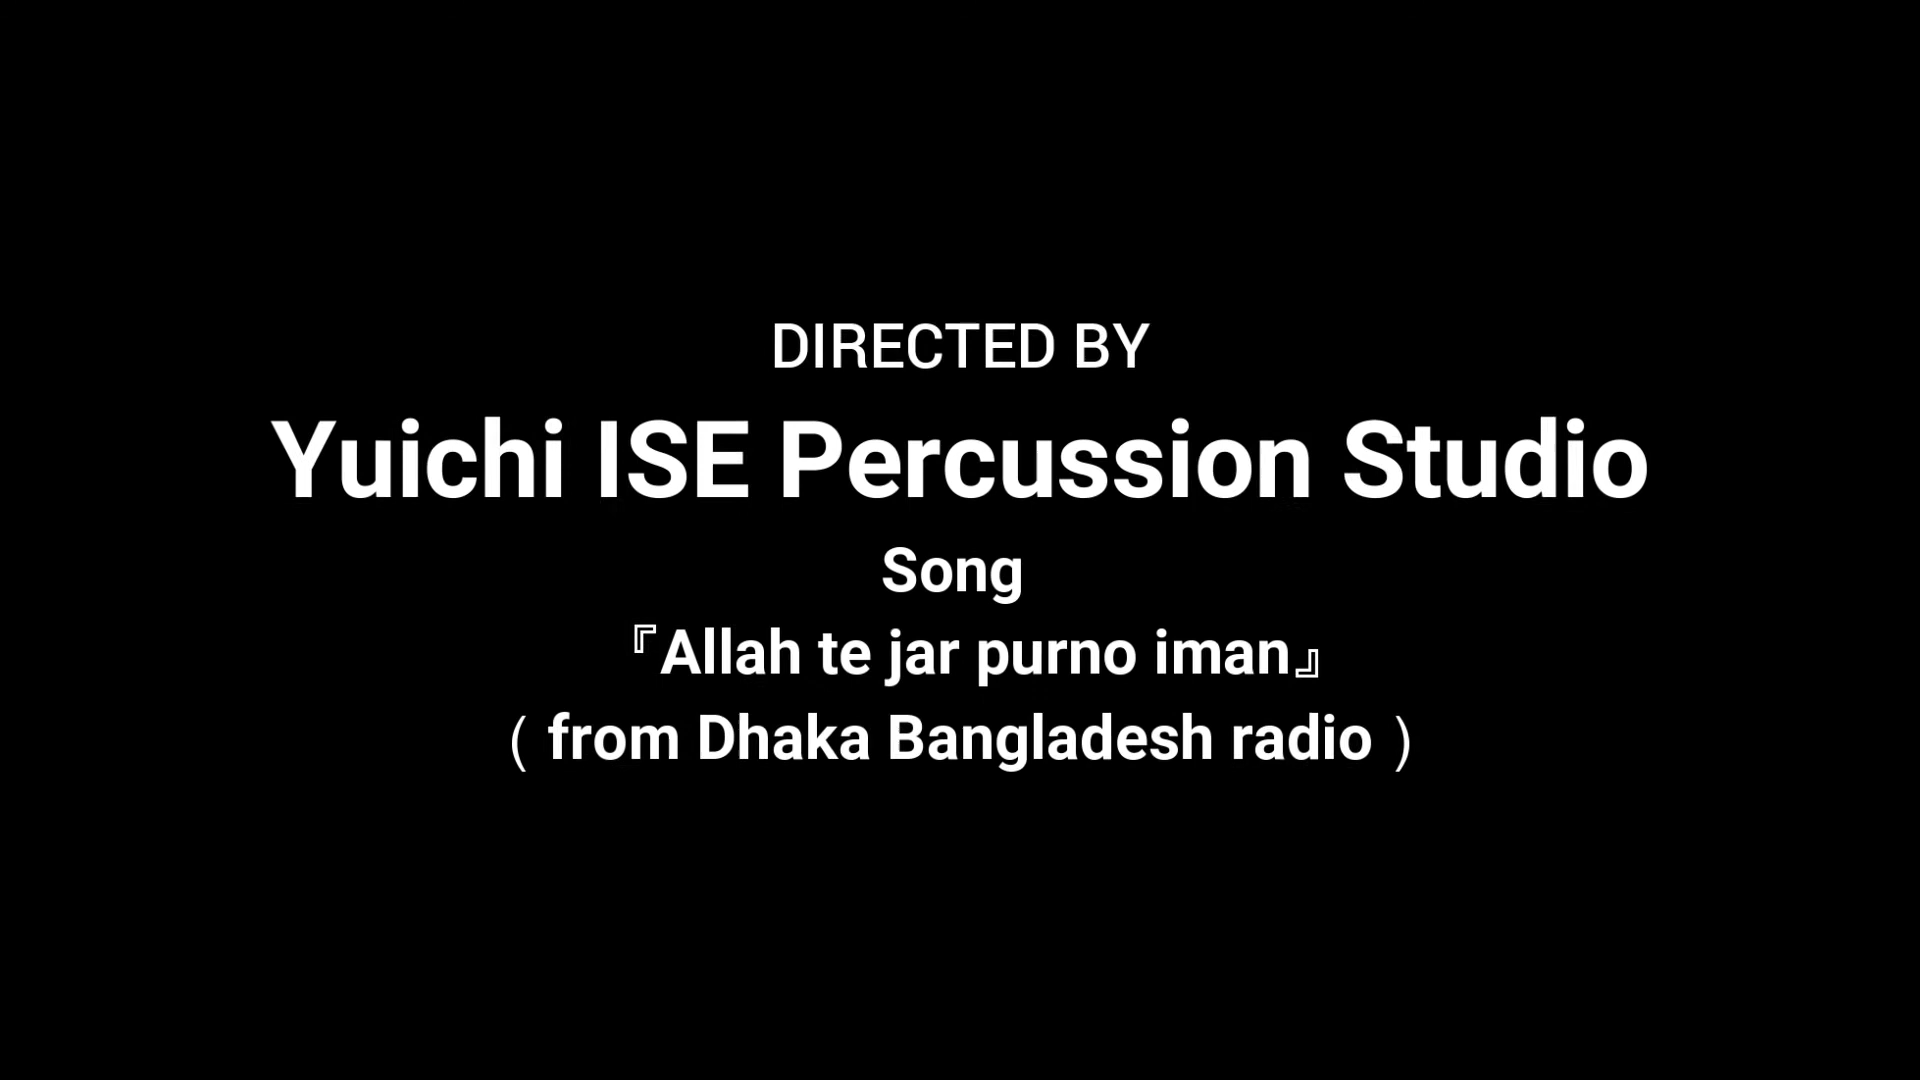 DIRECTED BY
Yuichi ISE Percussion Studio
Song
『Allah te jar purno iman』
( from Dhaka Bangladesh radio )